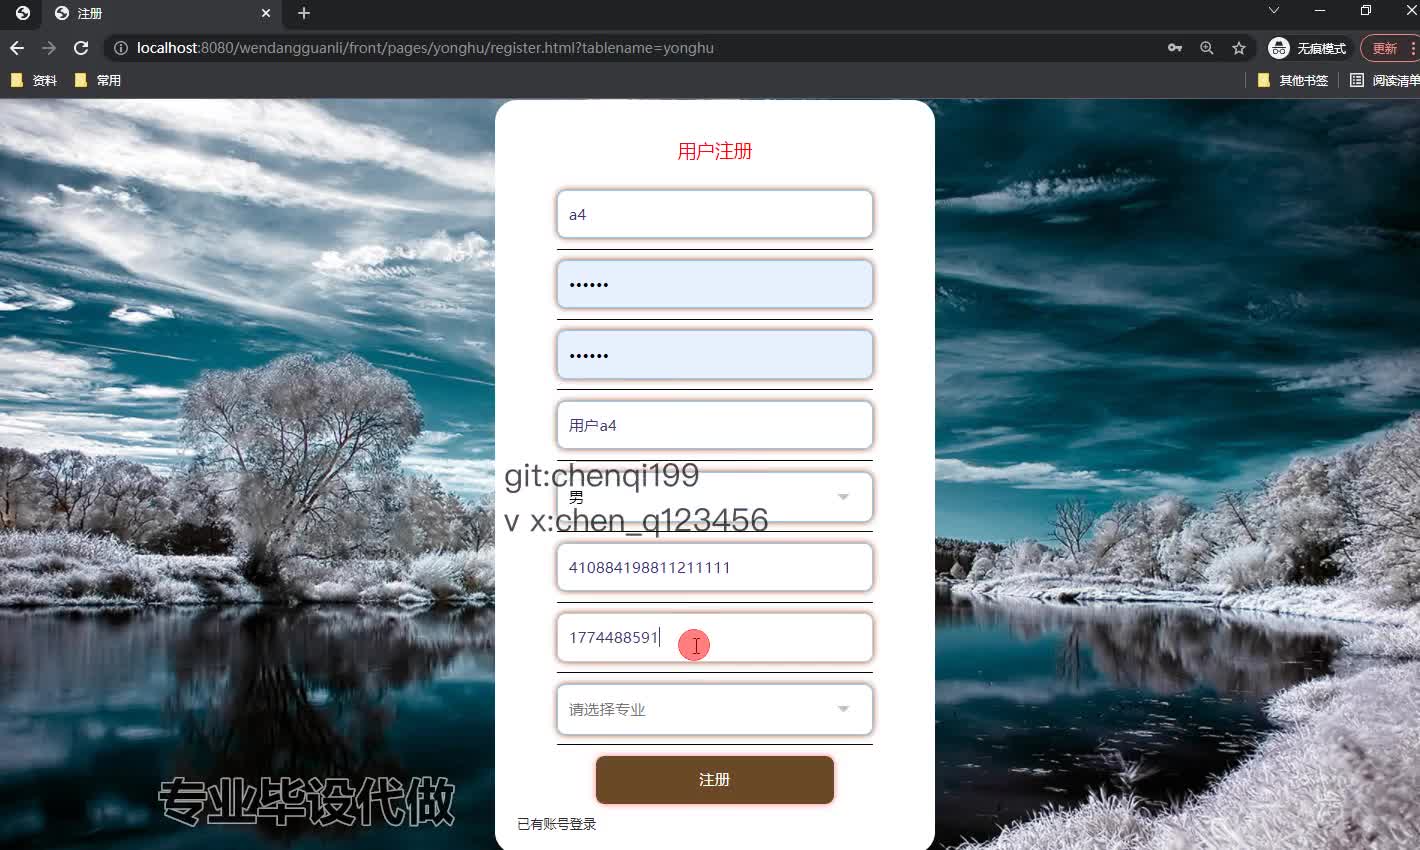 注册
localhost:8080/wendangguanli/front/pages/yonghu/register.html?tablename=yonghu
无痕模式
更新
资料
常用
其他书签
阅读清单
用户注册
a4
••••••
••••••
用户a4
git:chenqi199
男
v x:chen_q123456
410884198811211111
1774488591
请选择专业
注册
专业毕设代做
已有账号登录